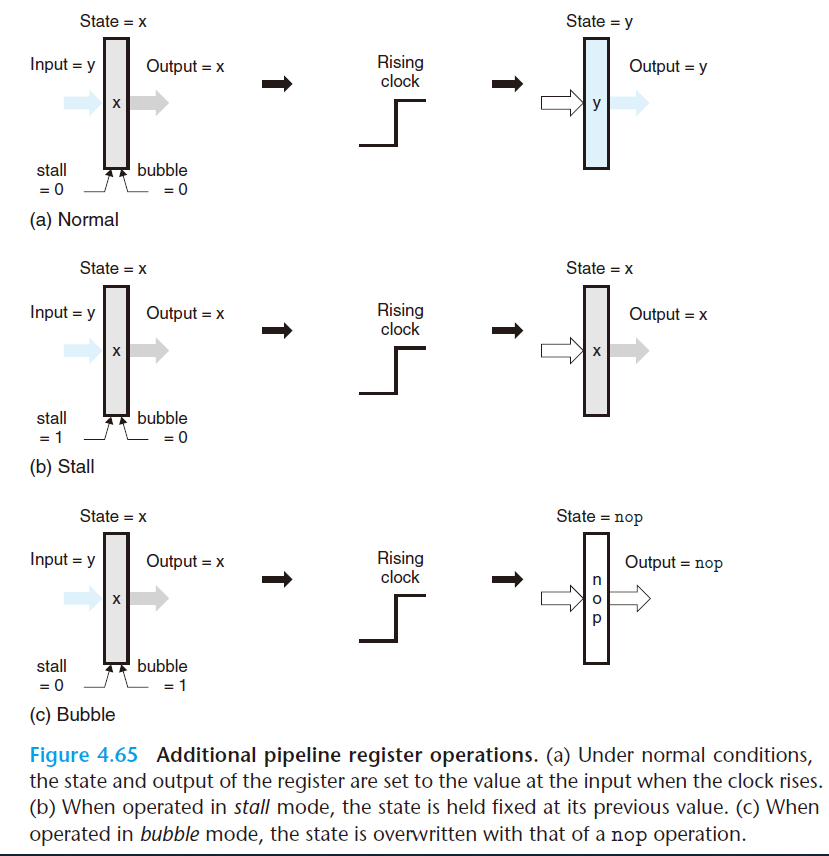 State = x
State = y
Input = y
Output = x
Rising
clock
Output = y
x
y
stall
= 0
bubble
= 0
(a) Normal
State = x
State = x
Input = y
Output = x
Rising
clock
Output = x
x
x
stall
= 1
bubble
= 0
(b) Stall
State = x
State = nop
Input = y
Output = x
Rising
clock
Output = nop
x
n
o
p
stall
= 0
bubble
= 1
(c) Bubble
Figure 4.65 Additional pipeline register operations. (a) Under normal conditions,
the state and output of the register are set to the value at the input when the clock rises.
(b) When operated in stall mode, the state is held fixed at its previous value. (c) When
operated in bubble mode, the state is overwritten with that of a nop operation.